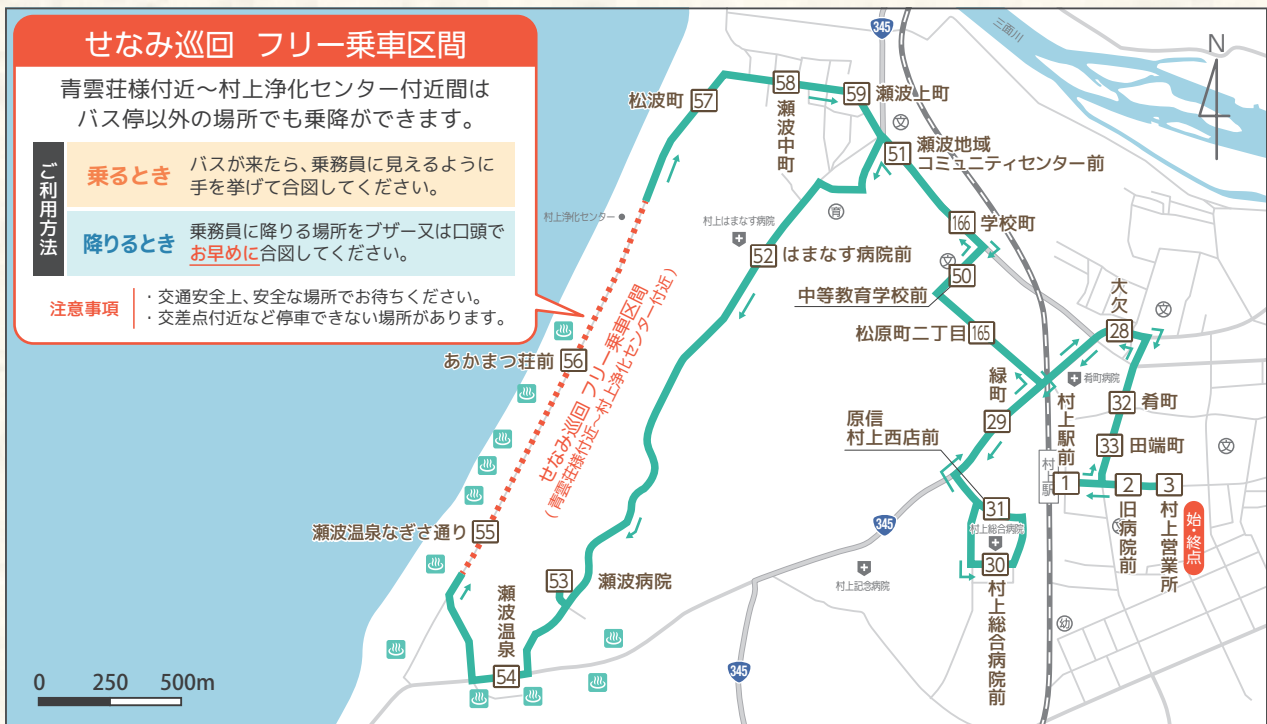 せなみ巡回 フリー乗車区間
青雲荘様付近～村上浄化センター付近間は
バス停以外の場所でも乗降ができます。
ご利用方法
乗るとき
バスが来たら、乗務員に見えるように
手を挙げて合図してください。
降りるとき
乗務員に降りる場所をブザー又は口頭で
お早めに合図してください。
注意事項
・交通安全上、安全な場所でお待ちください。
・交差点付近など停車できない場所があります。
345
三面川
N
松波町 57
58 瀬波中町
59 瀬波上町
文
51 瀬波地域
コミュニティセンター前
村上浄化センター
村上はまなす病院
育
166 学校町
52 はまなす病院前
文
50
中等教育学校前
大欠
28
文
松原町二丁目 165
せなみ巡回 フリー乗車区間
(青雲荘様付近～村上浄化センター付近)
あかまつ荘前 56
緑町
29
肴町病院
村上駅前
32 肴町
原信
村上西店前
33 田端町
文
村上駅
1
2
3
旧病院前
村上営業所
始・終点
文
31
村上総合病院
30
村上総合病院前
345
瀬波温泉なぎさ通り 55
53 瀬波病院
村上記念病院
瀬波温泉
54
幼
345
0 250 500m